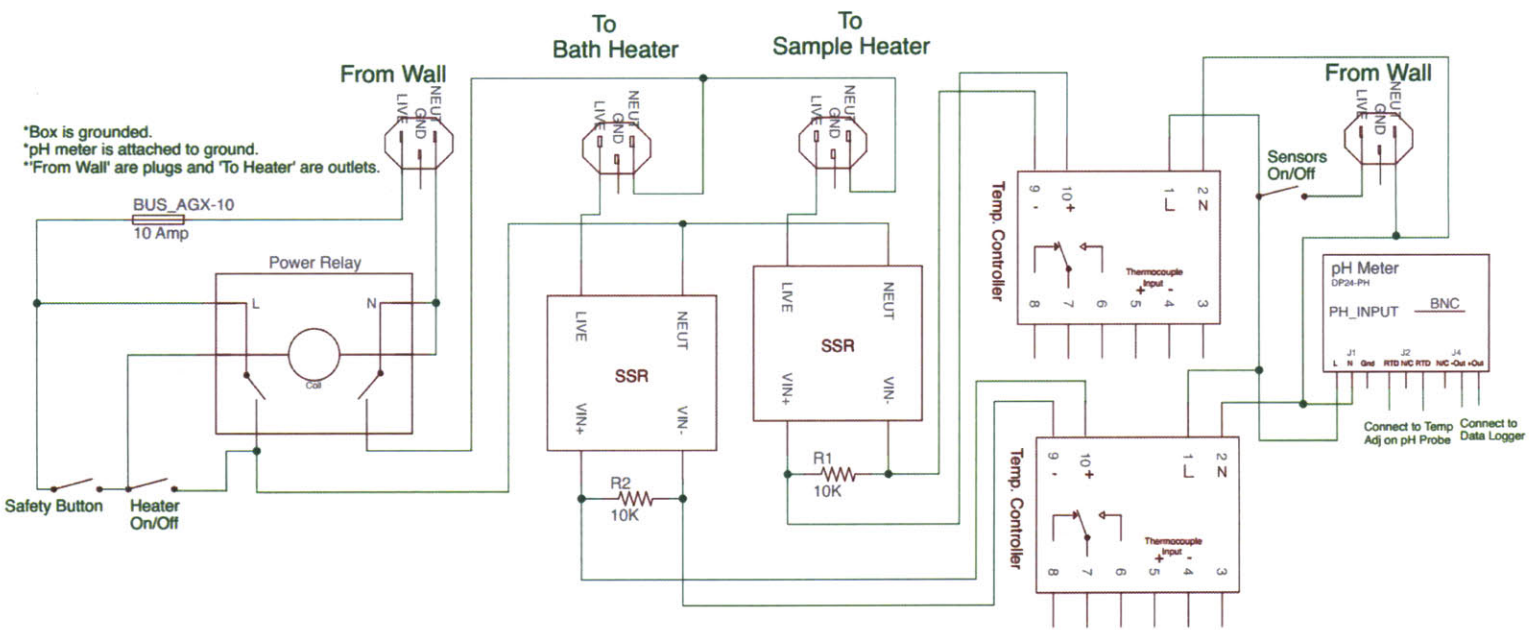 To
Bath Heater
To
Sample Heater
From Wall
From Wall
LIVE
GND
NEUT
LIVE
GND
NEUT
LIVE
GND
NEUT
LIVE
GND
NEUT
*Box is grounded.
*pH meter is attached to ground.
*'From Wall' are plugs and 'To Heater' are outlets.
BUS_AGX-10
10 Amp
Power Relay
L
N
Coil
Safety Button
Heater
On/Off
LIVE
NEUT
SSR
VIN+
VIN-
R2
10K
LIVE
NEUT
SSR
VIN+
VIN-
R1
10K
Temp. Controller
9 -
10 +
1 L
2 N
Thermocouple
Input
+ -
8 7 6 5 4 3
Sensors
On/Off
Temp. Controller
9 -
10 +
1 L
2 N
Thermocouple
Input
+ -
8 7 6 5 4 3
pH Meter
DP24-PH
PH_INPUT BNC
J1 J2 J4
L N Gnd RTD N/C RTD N/C -Out +Out
Connect to Temp
Adj on pH Probe
Connect to
Data Logger